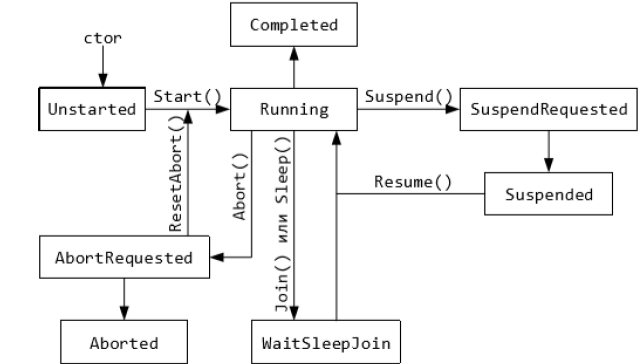 Completed
ctor
Unstarted
Start()
Running
Suspend()
SuspendRequested
ResetAbort()
Abort()
Join() или Sleep()
Resume()
Suspended
AbortRequested
Aborted
WaitSleepJoin